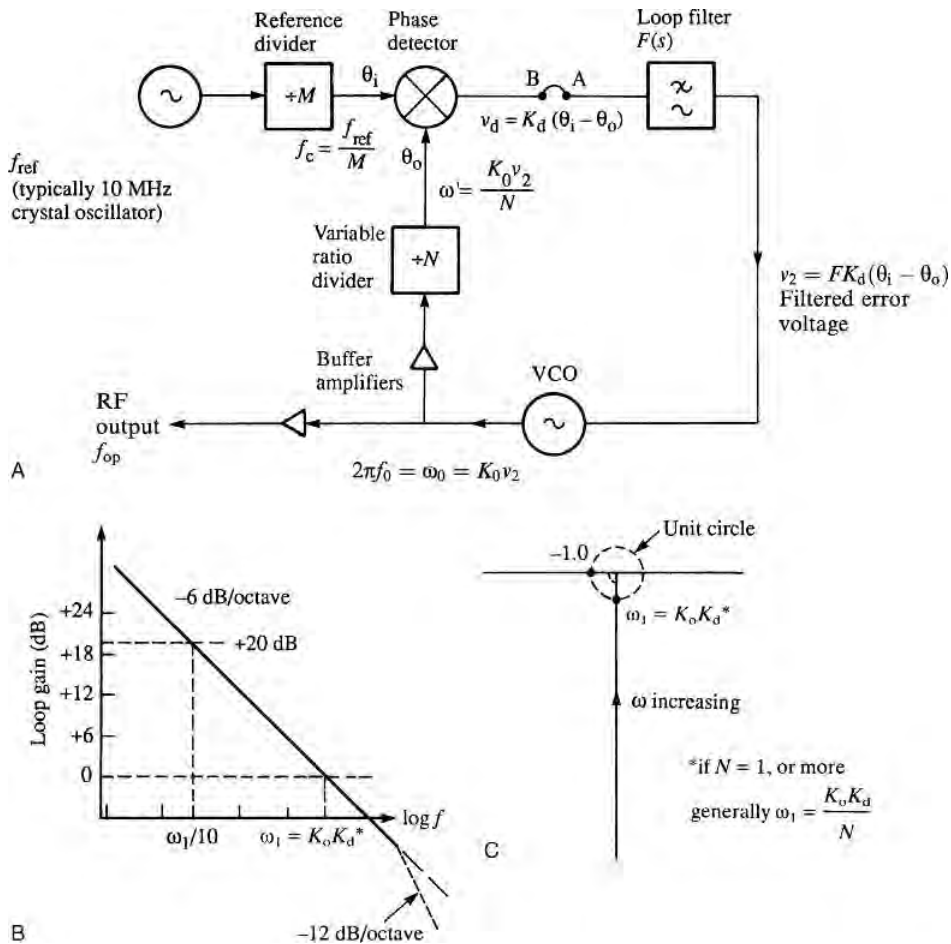 Reference
divider
Phase
detector
Loop filter
F(s)
÷M
θi
B A
vd = Kd (θi − θo)
fc = fref/M
θo
fref
(typically 10 MHz
crystal oscillator)
ω' = K0v2/N
Variable
ratio
divider
÷N
v2 = FKd(θi − θo)
Filtered error
voltage
Buffer
amplifiers
VCO
RF
output
fop
2πf0 = ω0 = K0v2
A
Unit circle
−1.0
−6 dB/octave
ω1 = KoKd*
Loop gain (dB)
+24
+20 dB
+18
+12
+6
0
ω increasing
*if N = 1, or more
generally ω1 = KoKd/N
log f
ω1/10
ω1 = KoKd*
C
−12 dB/octave
B